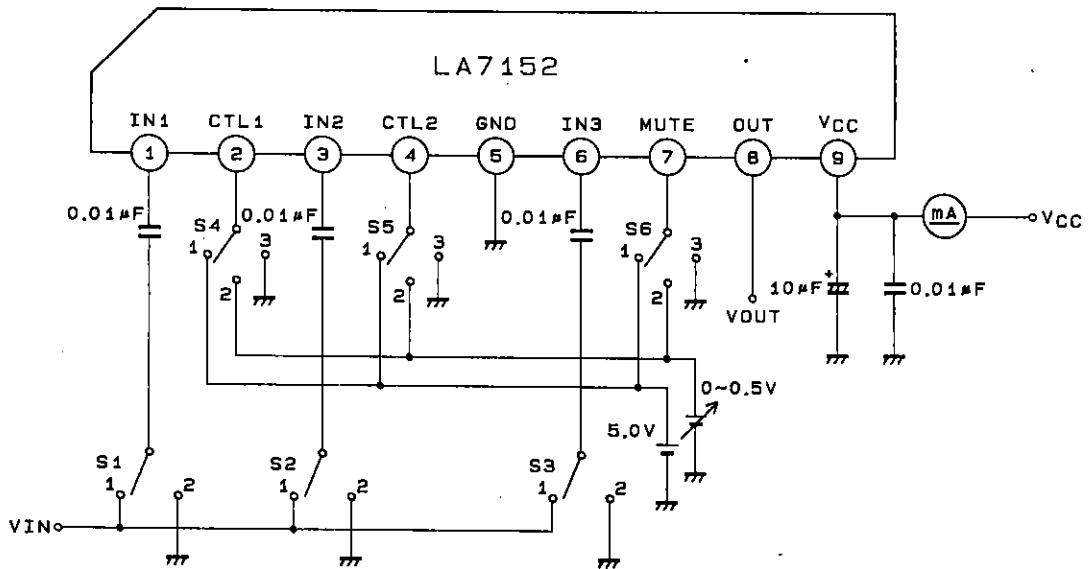 LA7152
IN1 CTL1 IN2 CTL2 GND IN3 MUTE OUT VCC
1 2 3 4 5 6 7 8 9
0.01μF S4 0.01μF S5 0.01μF S6 mA VCC
1 3 1 3 1 3
2 2 2 10μF + 0.01μF
VOUT
0~0.5V
5.0V
S1 S2 S3
1 2 1 2 1 2
VIN